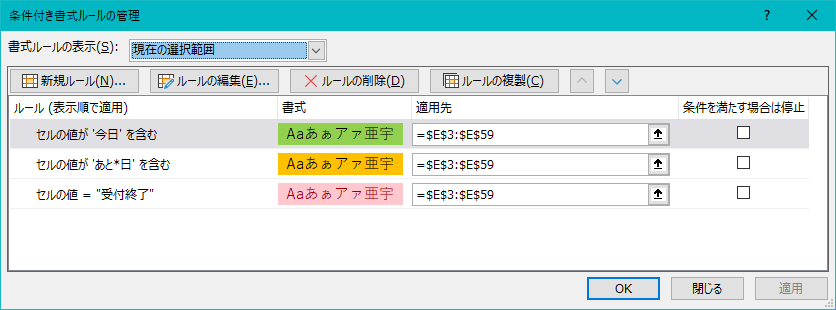 条件付き書式ルールの管理
書式ルールの表示(S): 現在の選択範囲
新規ルール(N)... ルールの編集(E)... ルールの削除(D) ルールの複製(C)
ルール (表示順で適用) 書式 適用先 条件を満たす場合は停止
セルの値が '今日' を含む Aaあぁアァ亜宇 =$E$3:$E$59
セルの値が 'あと*日' を含む Aaあぁアァ亜宇 =$E$3:$E$59
セルの値 = "受付終了" Aaあぁアァ亜宇 =$E$3:$E$59
OK 閉じる 適用